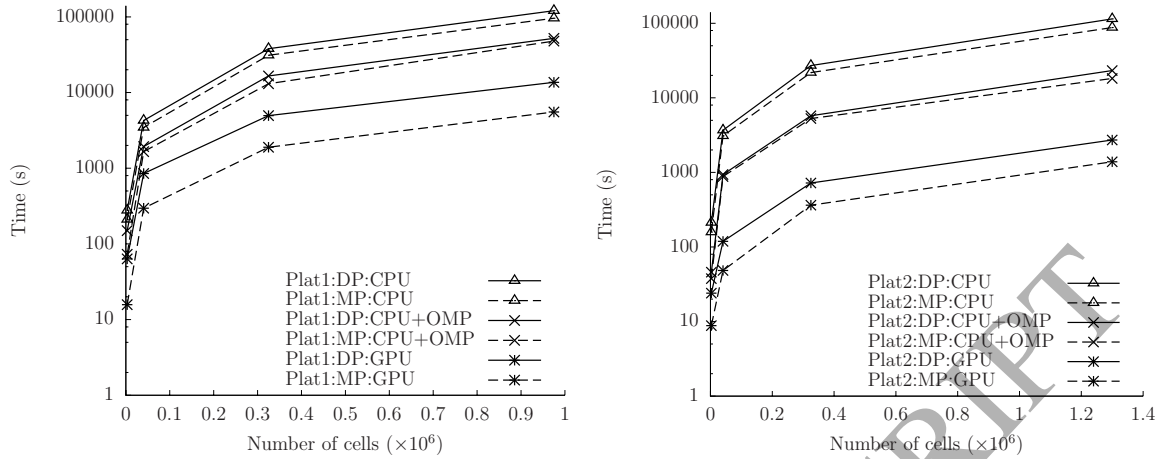 100000
10000
1000
100
10
1
Time (s)
0 0.1 0.2 0.3 0.4 0.5 0.6 0.7 0.8 0.9 1
Number of cells (×10⁶)
Plat1:DP:CPU
Plat1:MP:CPU
Plat1:DP:CPU+OMP
Plat1:MP:CPU+OMP
Plat1:DP:GPU
Plat1:MP:GPU
100000
10000
1000
100
10
1
Time (s)
0 0.2 0.4 0.6 0.8 1 1.2 1.4
Number of cells (×10⁶)
Plat2:DP:CPU
Plat2:MP:CPU
Plat2:DP:CPU+OMP
Plat2:MP:CPU+OMP
Plat2:DP:GPU
Plat2:MP:GPU
RIPT